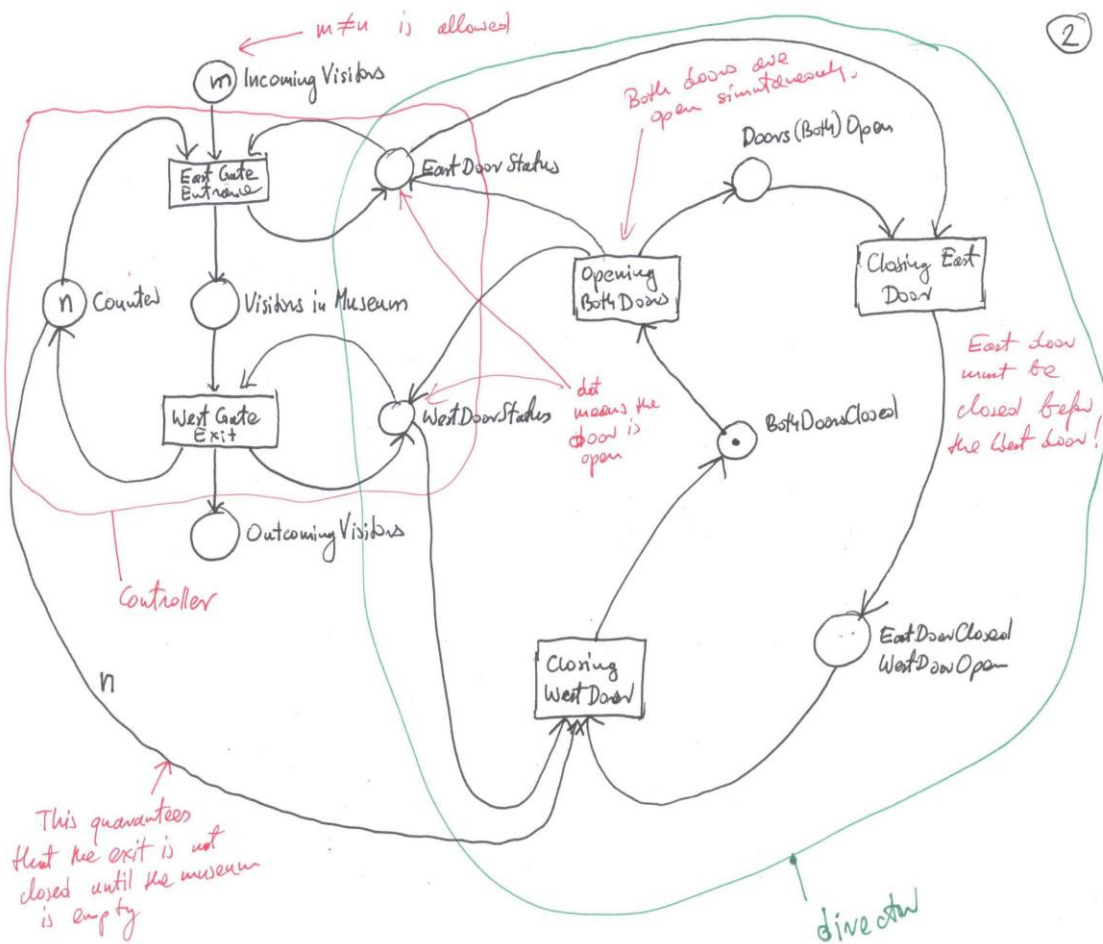 2
m≠n is allowed
m
Incoming Visitors
Both doors are
open simutaneously.
Doors (Both) Open
East Gate
Entrance
East Door Status
Opening
Both Doors
Closing East
Door
n
Counter
Visitors in Museum
East door
must be
closed before
the West door!
West Gate
Exit
West Door Status
dot
means the
door is
open
Both Doors Closed
Outcoming Visitors
Controller
East Door Closed
West Door Open
Closing
West Door
n
This guarantees
that the exit is not
closed until the museum
is empty
director